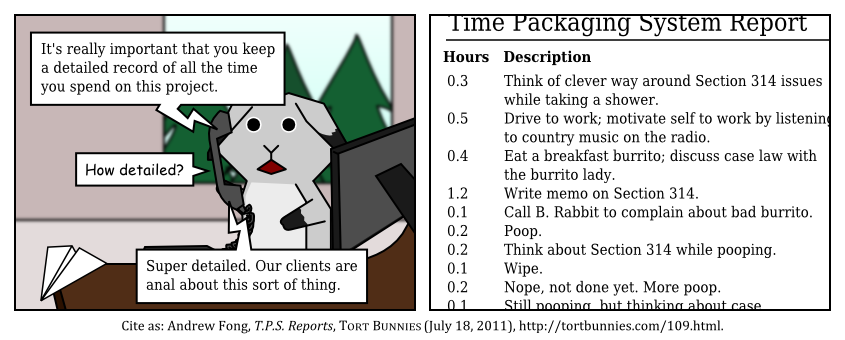 It's really important that you keep
a detailed record of all the time
you spend on this project.
How detailed?
Super detailed. Our clients are
anal about this sort of thing.
Time Packaging System Report
Hours Description
0.3 Think of clever way around Section 314 issues
while taking a shower.
0.5 Drive to work; motivate self to work by listening
to country music on the radio.
0.4 Eat a breakfast burrito; discuss case law with
the burrito lady.
1.2 Write memo on Section 314.
0.1 Call B. Rabbit to complain about bad burrito.
0.2 Poop.
0.2 Think about Section 314 while pooping.
0.1 Wipe.
0.2 Nope, not done yet. More poop.
0.1 Still pooping, but thinking about case
Cite as: Andrew Fong, T.P.S. Reports, TORT BUNNIES (July 18, 2011), http://tortbunnies.com/109.html.